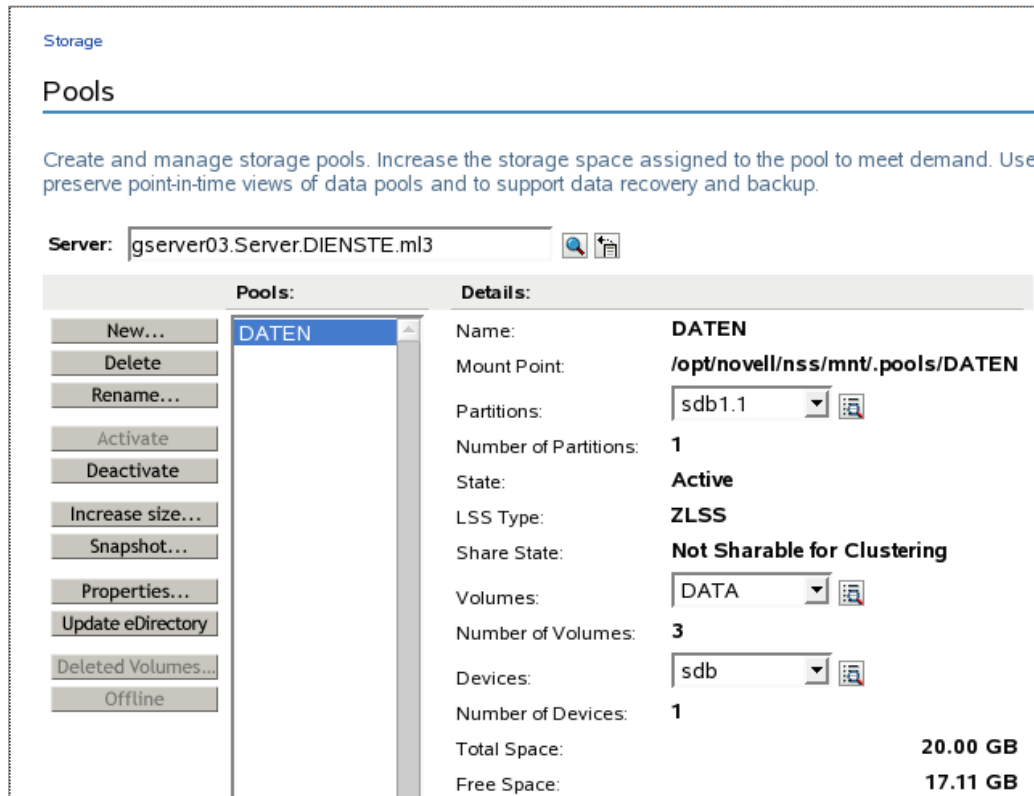 Storage
Pools
Create and manage storage pools. Increase the storage space assigned to the pool to meet demand. Use
preserve point-in-time views of data pools and to support data recovery and backup.
Server: gserver03.Server.DIENSTE.ml3
Pools: Details:
New...
Delete
Rename...
Activate
Deactivate
Increase size...
Snapshot...
Properties...
Update eDirectory
Deleted Volumes...
Offline
DATEN
Name: DATEN
Mount Point: /opt/novell/nss/mnt/.pools/DATEN
Partitions: sdb1.1
Number of Partitions: 1
State: Active
LSS Type: ZLSS
Share State: Not Sharable for Clustering
Volumes: DATA
Number of Volumes: 3
Devices: sdb
Number of Devices: 1
Total Space: 20.00 GB
Free Space: 17.11 GB